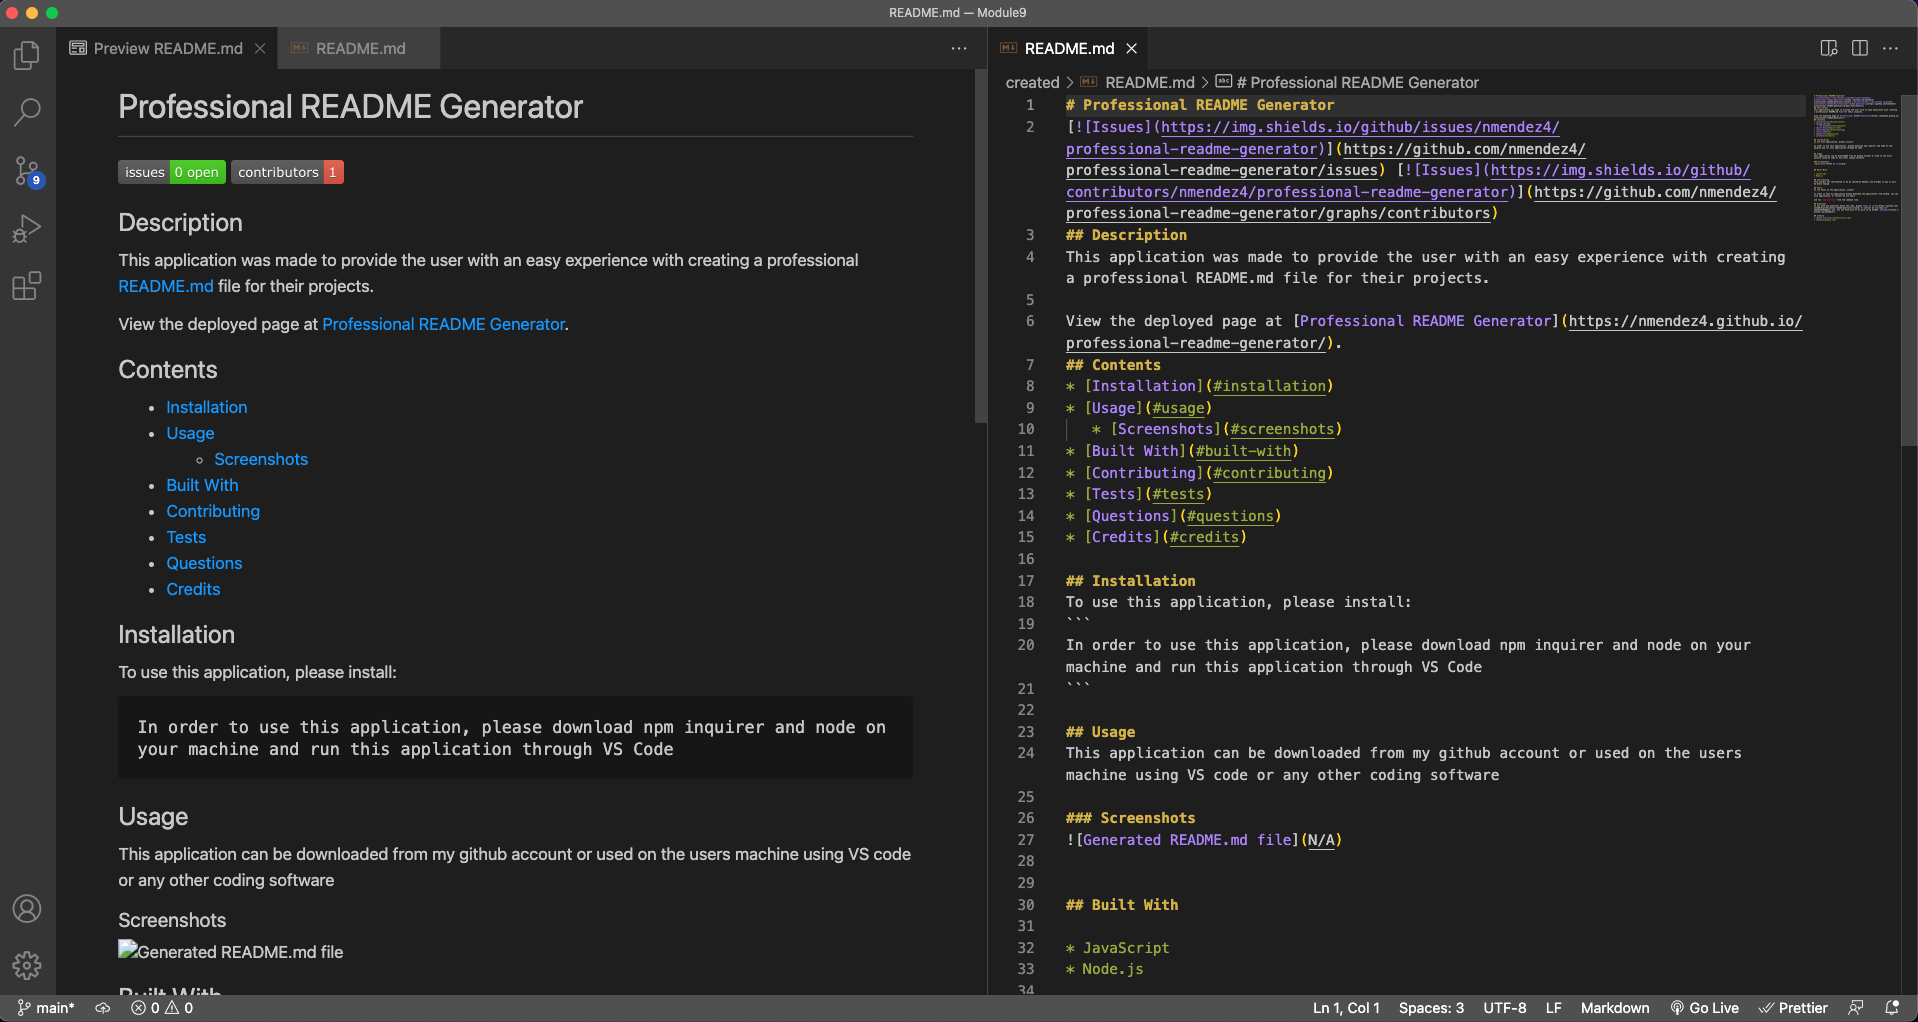 README.md — Module9
Preview README.md
README.md
Professional README Generator
issues 0 open contributors 1
Description
This application was made to provide the user with an easy experience with creating a professional
README.md file for their projects.
View the deployed page at Professional README Generator.
Contents
• Installation
• Usage
◦ Screenshots
• Built With
• Contributing
• Tests
• Questions
• Credits
Installation
To use this application, please install:
In order to use this application, please download npm inquirer and node on
your machine and run this application through VS Code
Usage
This application can be downloaded from my github account or used on the users machine using VS code
or any other coding software
Screenshots
Generated README.md file
Built With
9
README.md
created > README.md > # Professional README Generator
1 # Professional README Generator
2 [![Issues](https://img.shields.io/github/issues/nmendez4/
professional-readme-generator)](https://github.com/nmendez4/
professional-readme-generator/issues) [![Issues](https://img.shields.io/github/
contributors/nmendez4/professional-readme-generator)](https://github.com/nmendez4/
professional-readme-generator/graphs/contributors)
3 ## Description
4 This application was made to provide the user with an easy experience with creating
a professional README.md file for their projects.
5
6 View the deployed page at [Professional README Generator](https://nmendez4.github.io/
professional-readme-generator/).
7 ## Contents
8 * [Installation](#installation)
9 * [Usage](#usage)
10 * [Screenshots](#screenshots)
11 * [Built With](#built-with)
12 * [Contributing](#contributing)
13 * [Tests](#tests)
14 * [Questions](#questions)
15 * [Credits](#credits)
16
17 ## Installation
18 To use this application, please install:
19 ```
20 In order to use this application, please download npm inquirer and node on your
machine and run this application through VS Code
21 ```
22
23 ## Usage
24 This application can be downloaded from my github account or used on the users
machine using VS code or any other coding software
25
26 ### Screenshots
27 ![Generated README.md file](N/A)
28
29
30 ## Built With
31
32 * JavaScript
33 * Node.js
34
main* 0 0 Ln 1, Col 1 Spaces: 3 UTF-8 LF Markdown Go Live Prettier